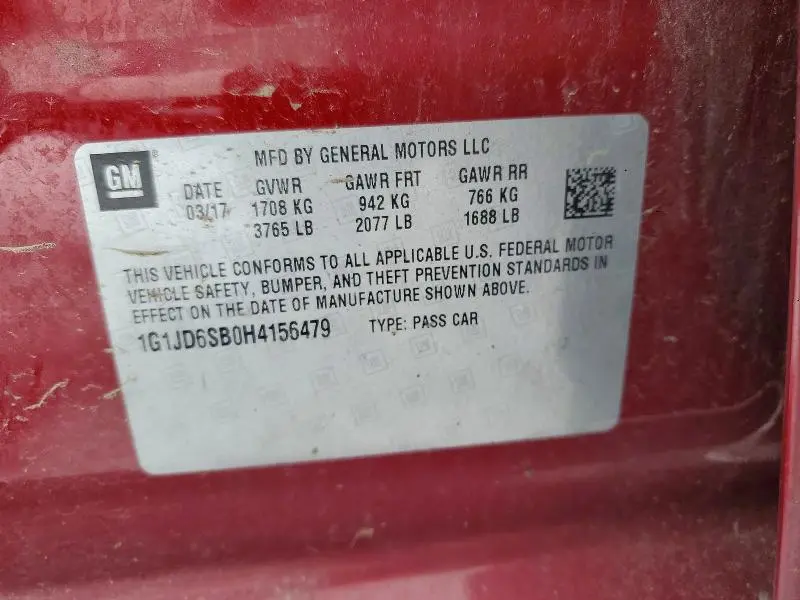 GM
MFD BY GENERAL MOTORS LLC
DATE GVWR GAWR FRT GAWR RR
03/17 1708 KG 942 KG 766 KG
3765 LB 2077 LB 1688 LB
THIS VEHICLE CONFORMS TO ALL APPLICABLE U.S. FEDERAL MOTOR
VEHICLE SAFETY, BUMPER, AND THEFT PREVENTION STANDARDS IN
EFFECT ON THE DATE OF MANUFACTURE SHOWN ABOVE.
1G1JD6SB0H4156479 TYPE: PASS CAR